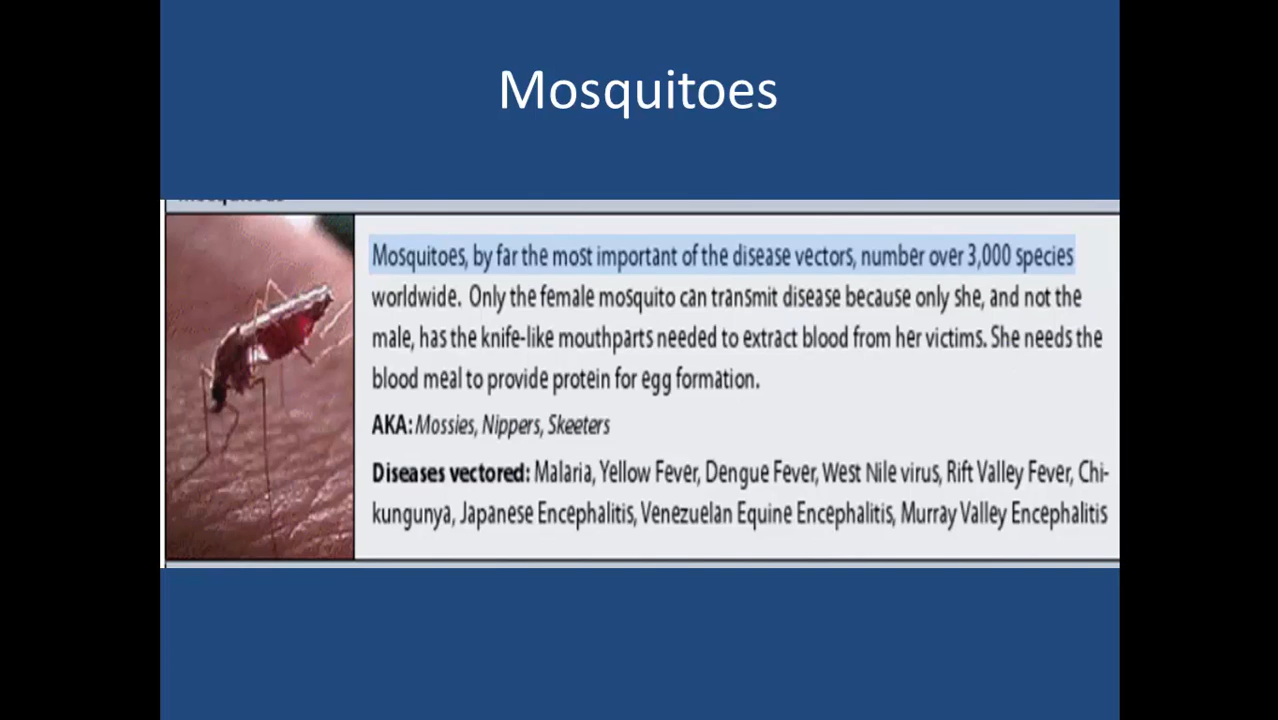 Mosquitoes
Mosquitoes, by far the most important of the disease vectors, number over 3,000 species
worldwide. Only the female mosquito can transmit disease because only she, and not the
male, has the knife-like mouthparts needed to extract blood from her victims. She needs the
blood meal to provide protein for egg formation.
AKA: Mossies, Nippers, Skeeters
Diseases vectored: Malaria, Yellow Fever, Dengue Fever, West Nile virus, Rift Valley Fever, Chi-
kungunya, Japanese Encephalitis, Venezuelan Equine Encephalitis, Murray Valley Encephalitis